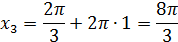 x₃ = 2π/3 + 2π · 1 = 8π/3